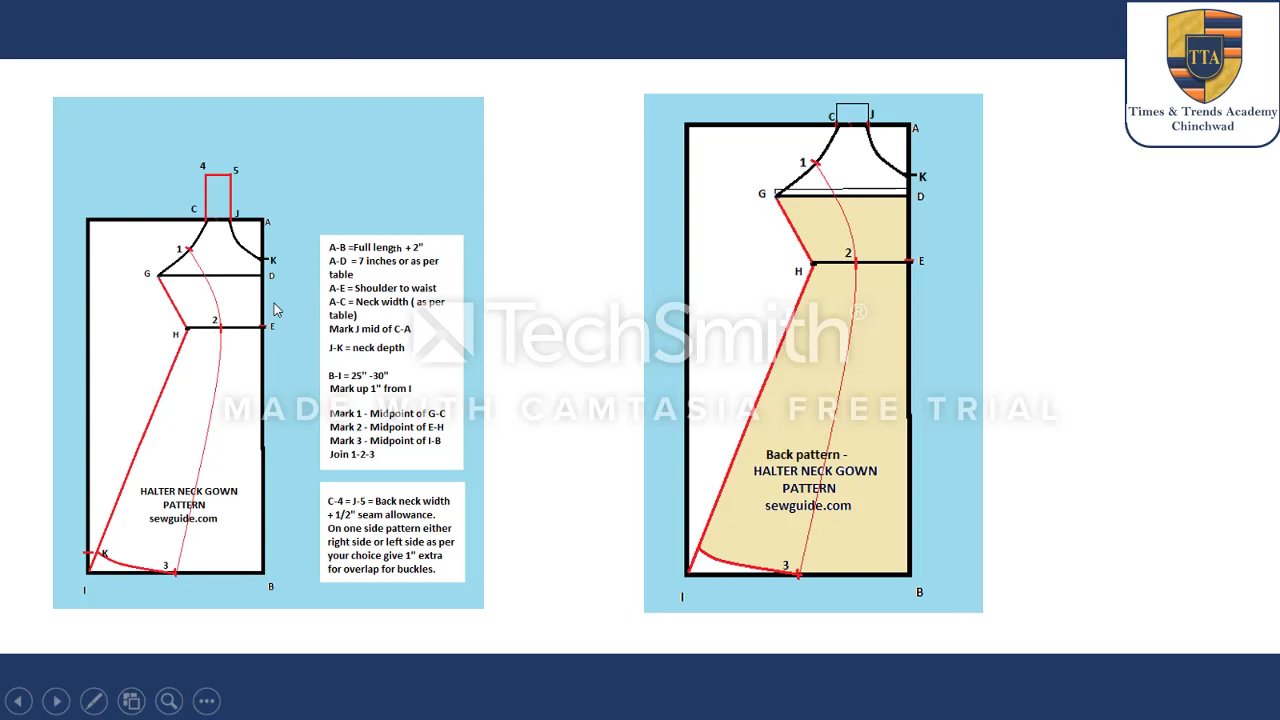 TTA
Times & Trends Academy
Chinchwad
4
5
C
J
A
1
K
G
D
2
H
E
HALTER NECK GOWN
PATTERN
sewguide.com
K
3
I
B
A-B =Full length + 2"
A-D = 7 inches or as per
table
A-E = Shoulder to waist
A-C = Neck width ( as per
table)
Mark J mid of C-A
J-K = neck depth
B-I = 25" -30"
Mark up 1" from I
Mark 1 - Midpoint of G-C
Mark 2 - Midpoint of E-H
Mark 3 - Midpoint of I-B
Join 1-2-3
C-4 = J-5 = Back neck width
+ 1/2" seam allowance.
On one side pattern either
right side or left side as per
your choice give 1" extra
for overlap for buckles.
C
J
A
1
K
G
D
2
E
H
Back pattern -
HALTER NECK GOWN
PATTERN
sewguide.com
3
I
B
TechSmith®
MADE WITH CAMTASIA FREE TRIAL